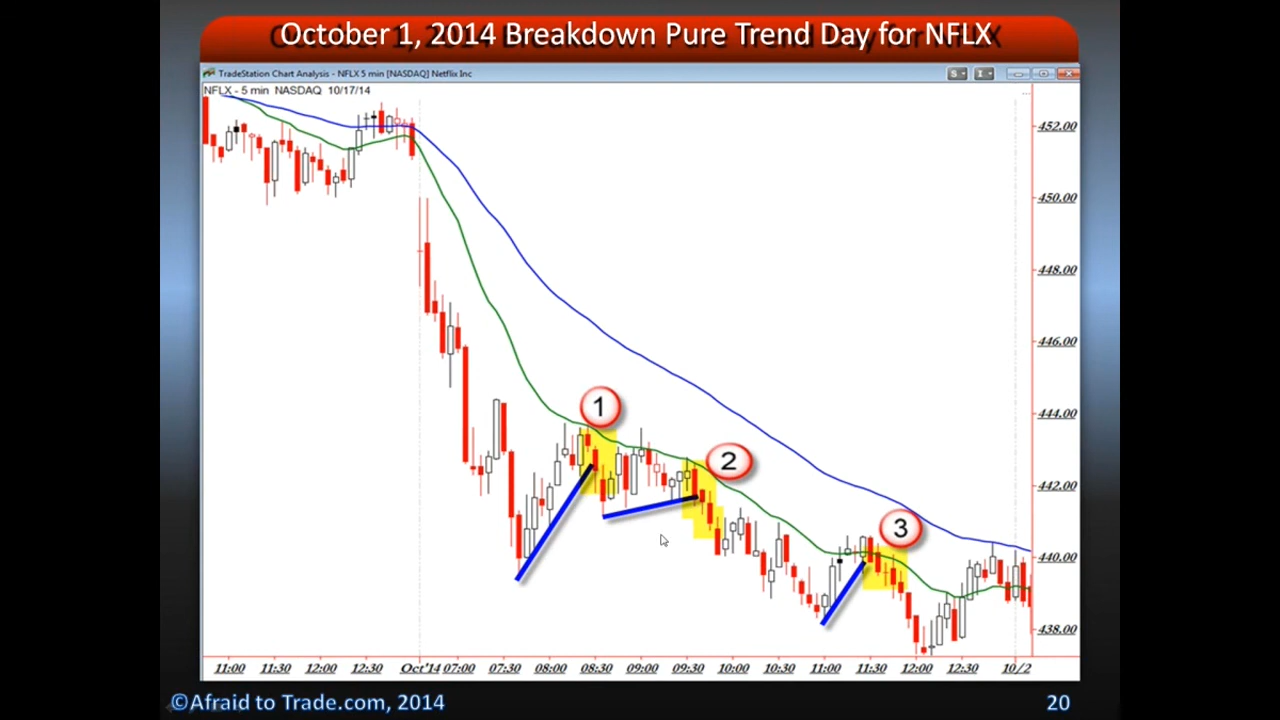 October 1, 2014 Breakdown Pure Trend Day for NFLX
TradeStation Chart Analysis - NFLX 5 min [NASDAQ] Netflix Inc
S
I
NFLX - 5 min NASDAQ 10/17/14
452.00
450.00
448.00
446.00
444.00
1
2
442.00
3
440.00
438.00
11:00 11:30 12:00 12:30 Oct'14 07:00 07:30 08:00 08:30 09:00 09:30 10:00 10:30 11:00 11:30 12:00 12:30 10/2
©Afraid to Trade.com, 2014
20